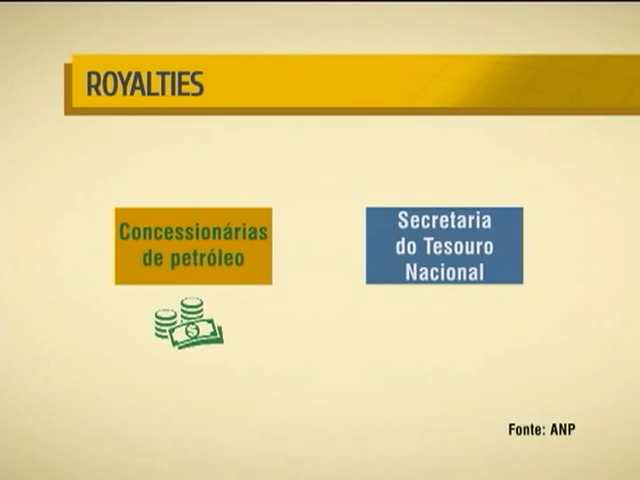 ROYALTIES
Concessionárias
de petróleo
Secretaria
do Tesouro
Nacional
$
Fonte: ANP